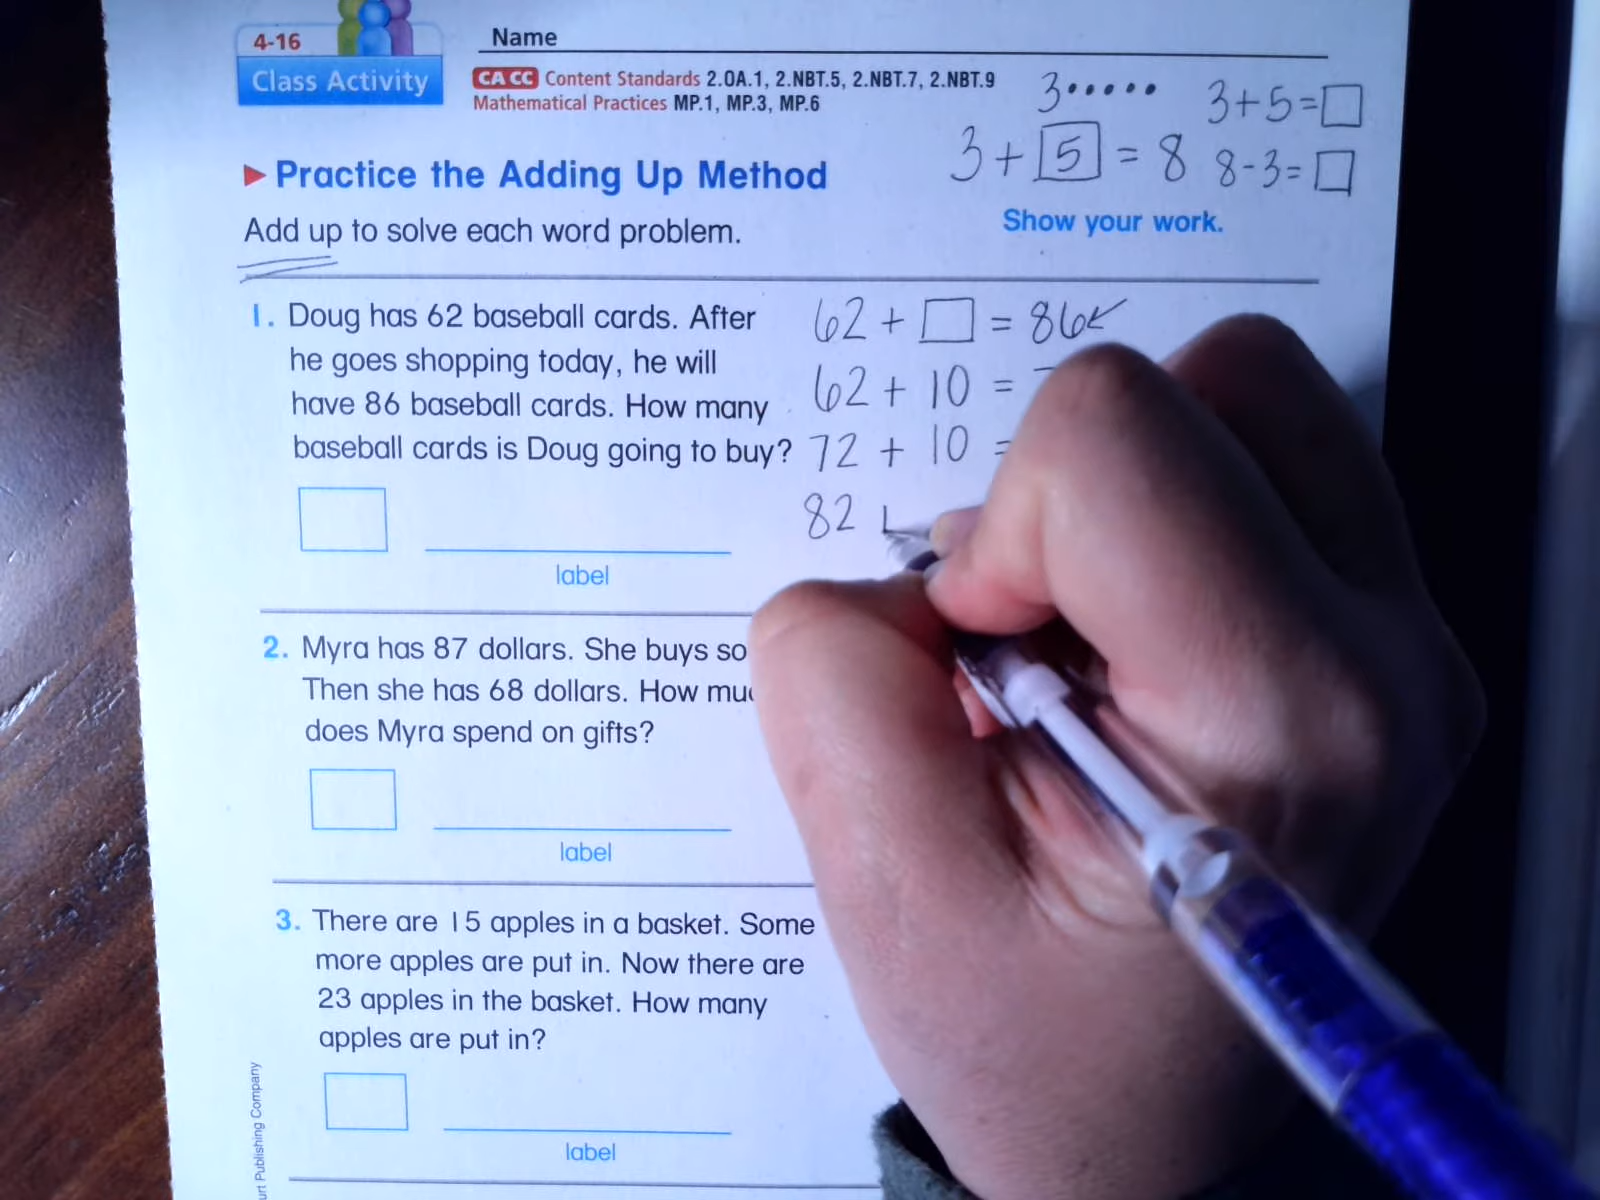 4-16
Class Activity
Name
CA CC Content Standards 2.OA.1, 2.NBT.5, 2.NBT.7, 2.NBT.9
Mathematical Practices MP.1, MP.3, MP.6
3••••• 3+5=□
3 + 5 = 8 8-3=□
► Practice the Adding Up Method
Add up to solve each word problem.
Show your work.
1. Doug has 62 baseball cards. After
he goes shopping today, he will
have 86 baseball cards. How many
baseball cards is Doug going to buy?
label
62 + □ = 86
62 + 10 =
72 + 10 =
82
2. Myra has 87 dollars. She buys so
Then she has 68 dollars. How
does Myra spend on gifts?
label
3. There are 15 apples in a basket. Some
more apples are put in. Now there are
23 apples in the basket. How many
apples are put in?
label
Publishing Company